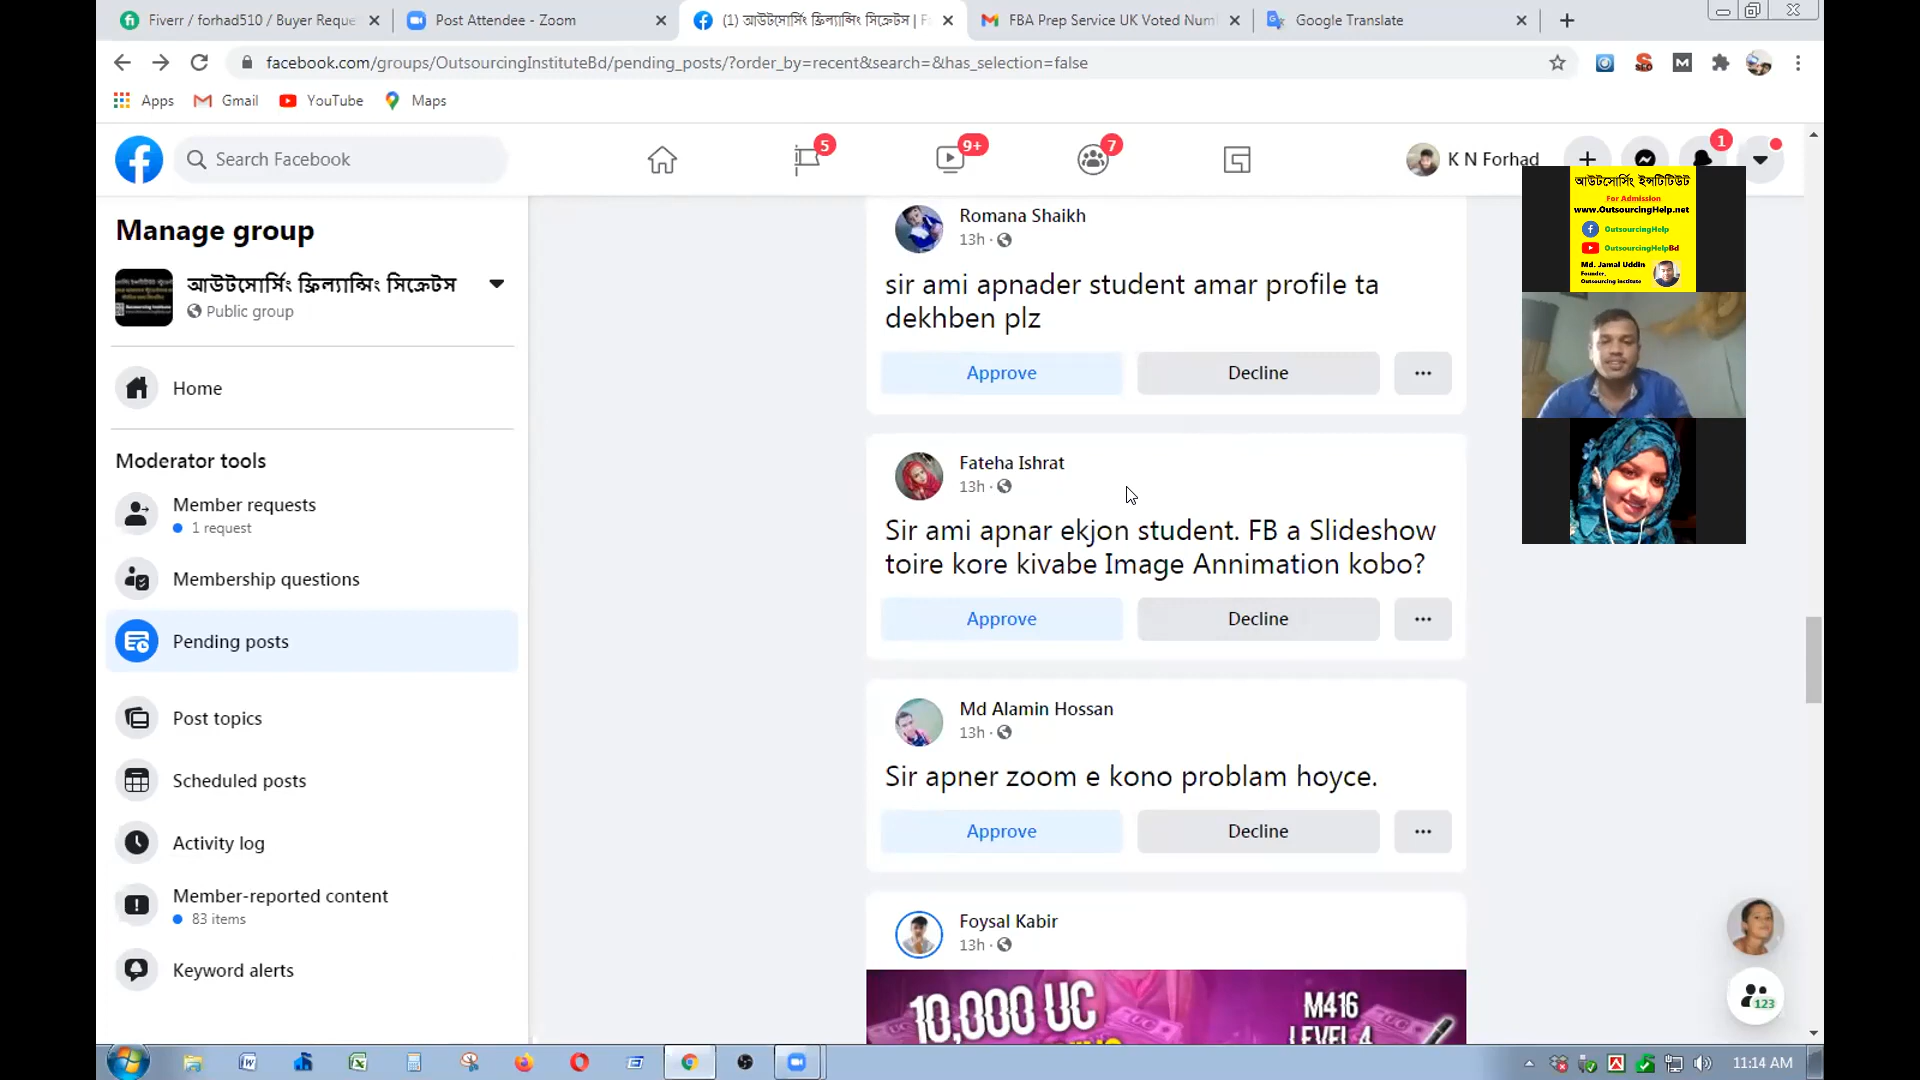 Fiverr / forhad510 / Buyer Reque
Post Attendee - Zoom
(1) আউটসোর্সিং ফ্রিল্যান্সিং সিক্রেটস | F
FBA Prep Service UK Voted Num
Google Translate
facebook.com/groups/OutsourcingInstituteBd/pending_posts/?order_by=recent&search=&has_selection=false
Apps
Gmail
YouTube
Maps
Search Facebook
5
9+
7
K N Forhad
1
Manage group
আউটসোর্সিং ফ্রিল্যান্সিং সিক্রেটস
Public group
Home
Moderator tools
Member requests
1 request
Membership questions
Pending posts
Post topics
Scheduled posts
Activity log
Member-reported content
83 items
Keyword alerts
Romana Shaikh
13h ·
sir ami apnader student amar profile ta
dekhben plz
Approve
Decline
Fateha Ishrat
13h ·
Sir ami apnar ekjon student. FB a Slideshow
toire kore kivabe Image Annimation kobo?
Approve
Decline
Md Alamin Hossan
13h ·
Sir apner zoom e kono problam hoyce.
Approve
Decline
Foysal Kabir
13h ·
10,000 UC
M416
LEVEL 4
আউটসোর্সিং ইন্সটিটিউট
For Admission
www.OutsourcingHelp.net
OutsourcingHelp
OutsourcingHelpBd
Md. Jamal Uddin
Founder,
Outsourcing Institute
123
11:14 AM